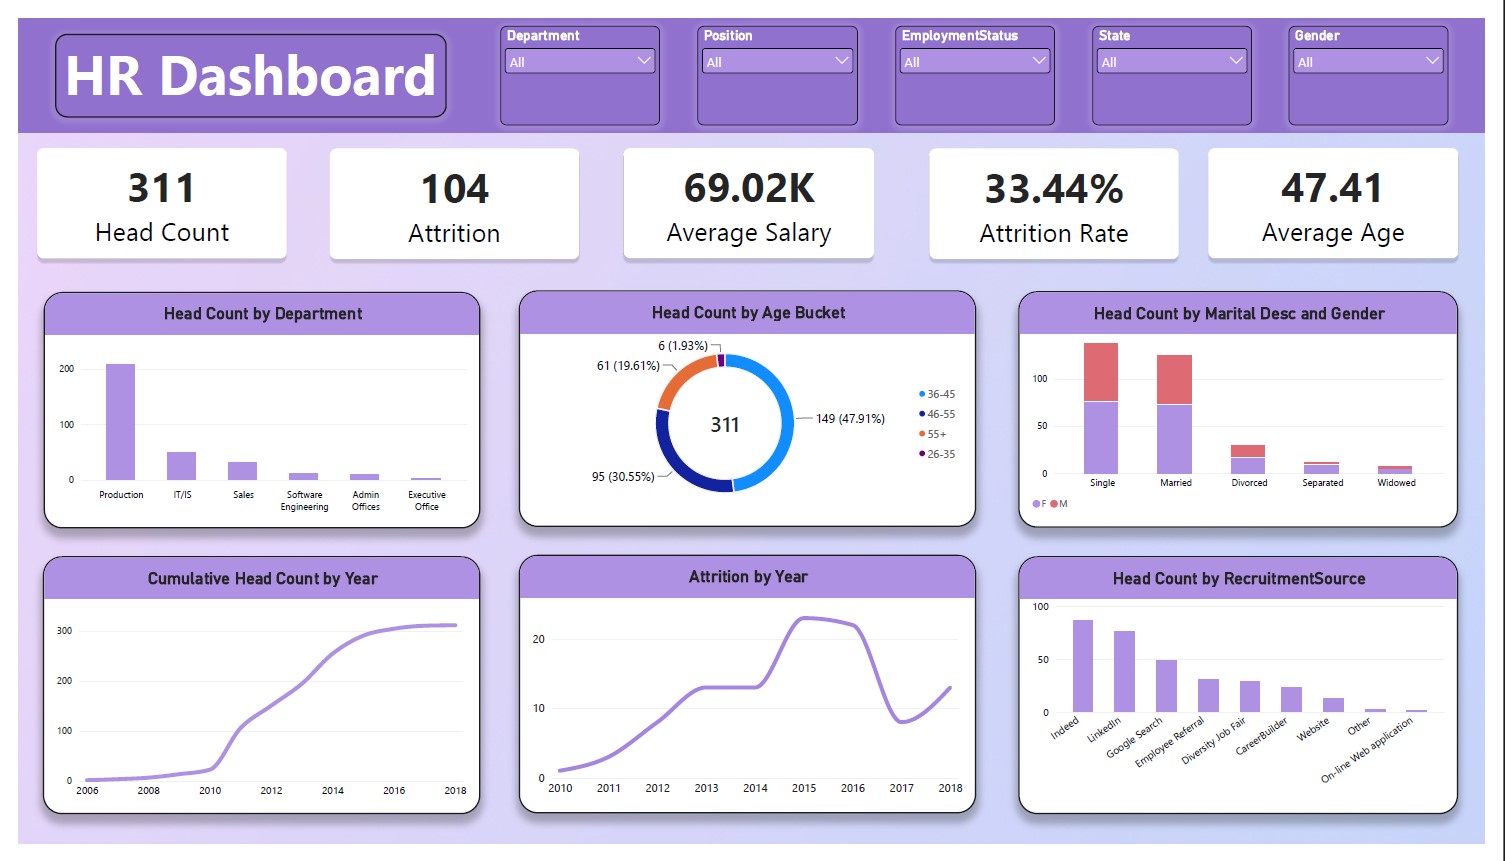 HR Dashboard
Department
All
Position
All
EmploymentStatus
All
State
All
Gender
All
311
Head Count
104
Attrition
69.02K
Average Salary
33.44%
Attrition Rate
47.41
Average Age
Head Count by Department
200
100
0
Production
IT/IS
Sales
Software
Engineering
Admin
Offices
Executive
Office
Head Count by Age Bucket
6 (1.93%)
61 (19.61%)
149 (47.91%)
95 (30.55%)
311
36-45
46-55
55+
26-35
Head Count by Marital Desc and Gender
100
50
0
Single
Married
Divorced
Separated
Widowed
F
M
Cumulative Head Count by Year
300
200
100
0
2006
2008
2010
2012
2014
2016
2018
Attrition by Year
20
10
0
2010
2011
2012
2013
2014
2015
2016
2017
2018
Head Count by RecruitmentSource
100
50
0
Indeed
LinkedIn
Google Search
Employee Referral
Diversity Job Fair
CareerBuilder
Website
Other
On-line Web application